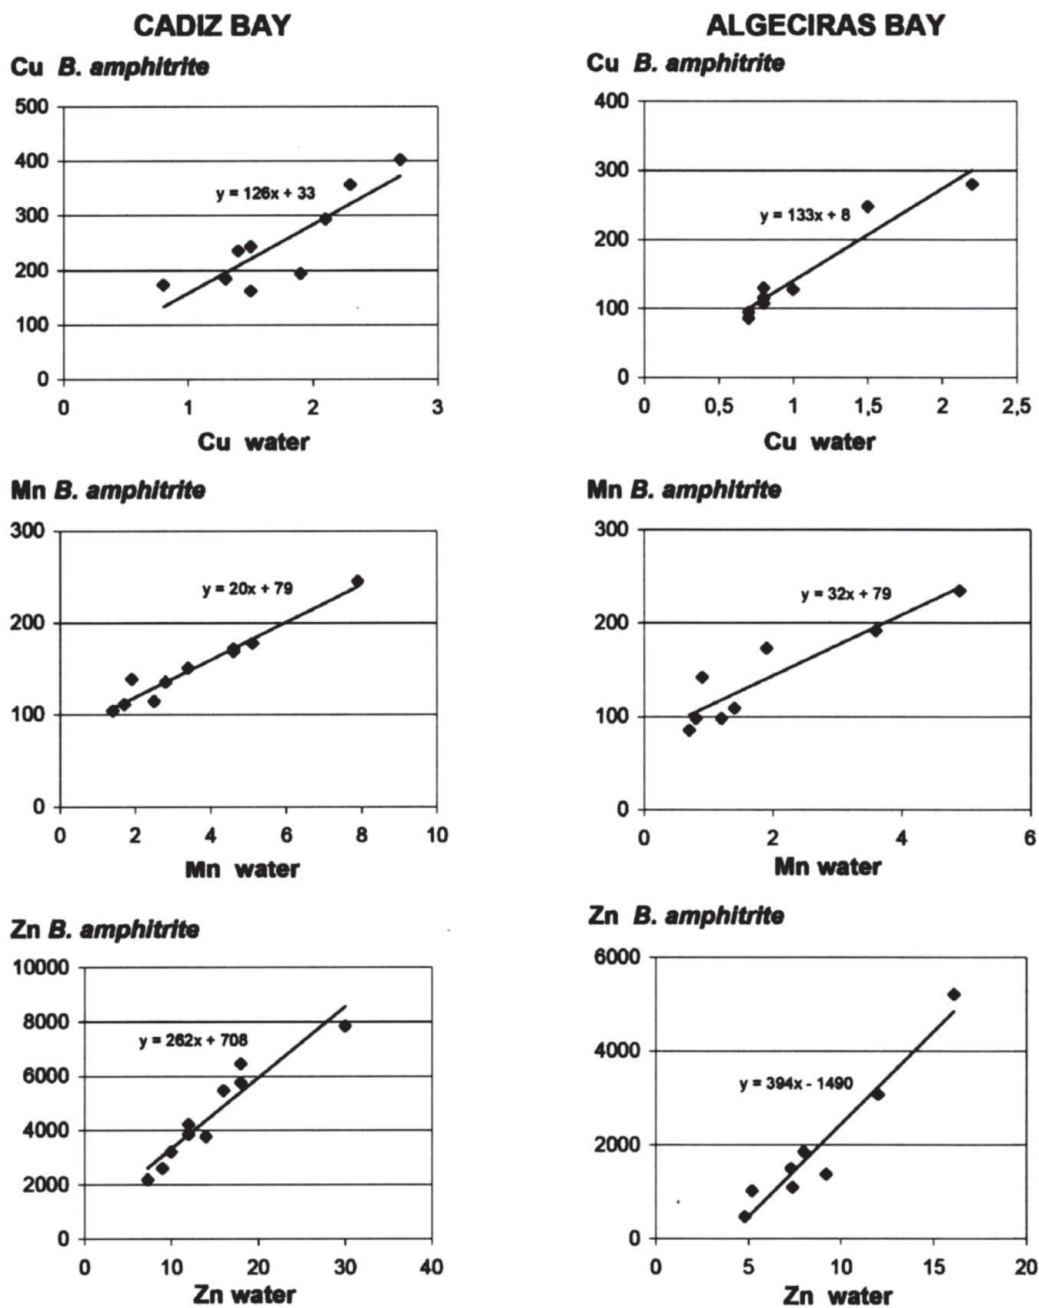 CADIZ BAY
Cu B. amphitrite
500
400
300
200
100
0
y = 126x + 33
0 1 2 3
Cu water
ALGECIRAS BAY
Cu B. amphitrite
400
300
200
100
0
y = 133x + 8
0 0,5 1 1,5 2 2,5
Cu water
Mn B. amphitrite
300
200
100
0
y = 20x + 79
0 2 4 6 8 10
Mn water
Mn B. amphitrite
300
200
100
0
y = 32x + 79
0 2 4 6
Mn water
Zn B. amphitrite
10000
8000
6000
4000
2000
0
y = 262x + 708
0 10 20 30 40
Zn water
Zn B. amphitrite
6000
4000
2000
0
y = 394x - 1490
0 5 10 15 20
Zn water